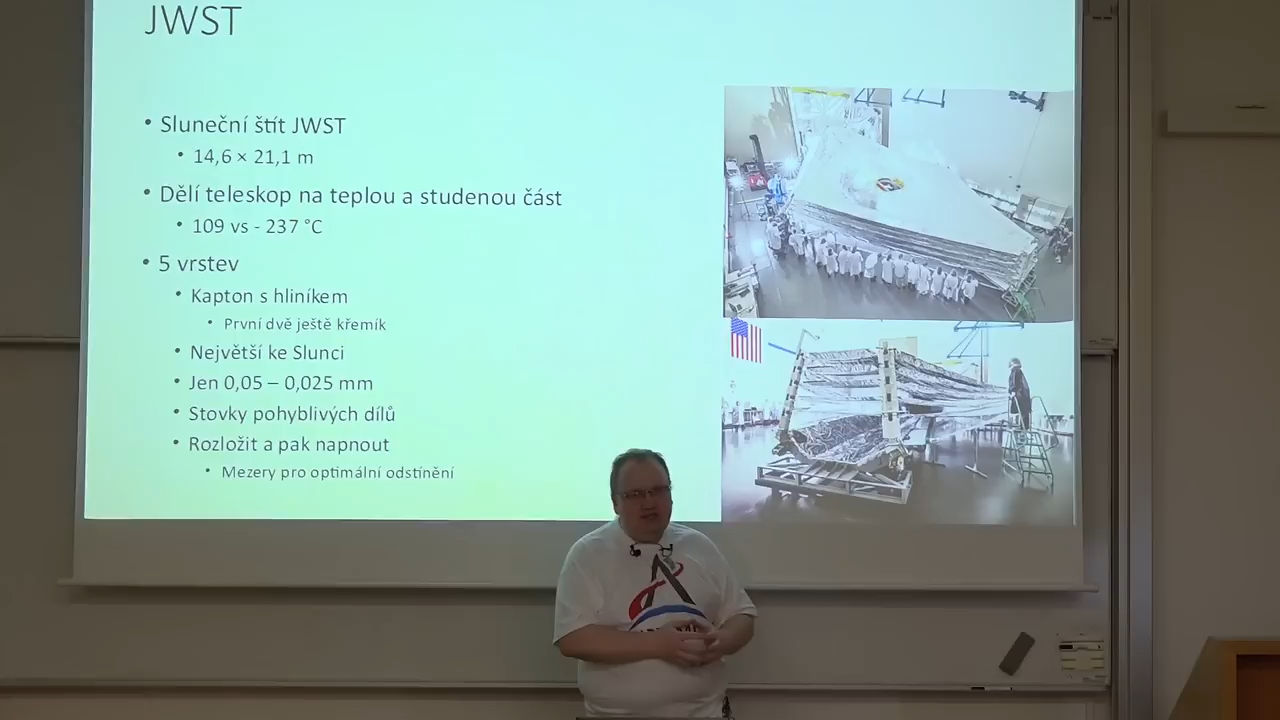 JWST
• Sluneční štít JWST
• 14,6 × 21,1 m
• Dělí teleskop na teplou a studenou část
• 109 vs - 237 °C
• 5 vrstev
• Kapton s hliníkem
• První dvě ještě křemík
• Největší ke Slunci
• Jen 0,05 – 0,025 mm
• Stovky pohyblivých dílů
• Rozložit a pak napnout
• Mezery pro optimální odstínění